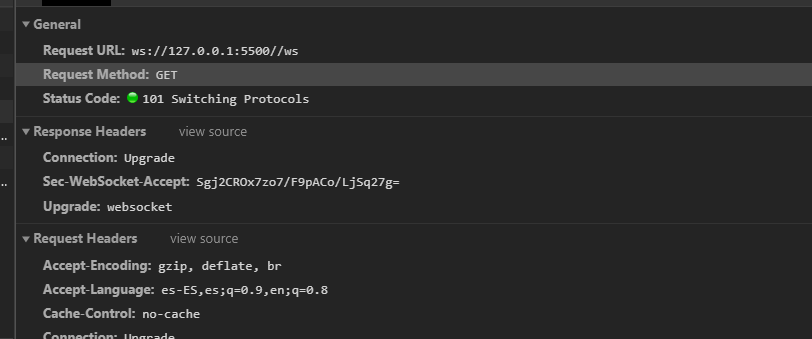 General
Request URL: ws://127.0.0.1:5500//ws
Request Method: GET
Status Code: 101 Switching Protocols
Response Headers view source
Connection: Upgrade
Sec-WebSocket-Accept: Sgj2CROx7zo7/F9pACo/LjSq27g=
Upgrade: websocket
Request Headers view source
Accept-Encoding: gzip, deflate, br
Accept-Language: es-ES,es;q=0.9,en;q=0.8
Cache-Control: no-cache
Connection: Upgrade